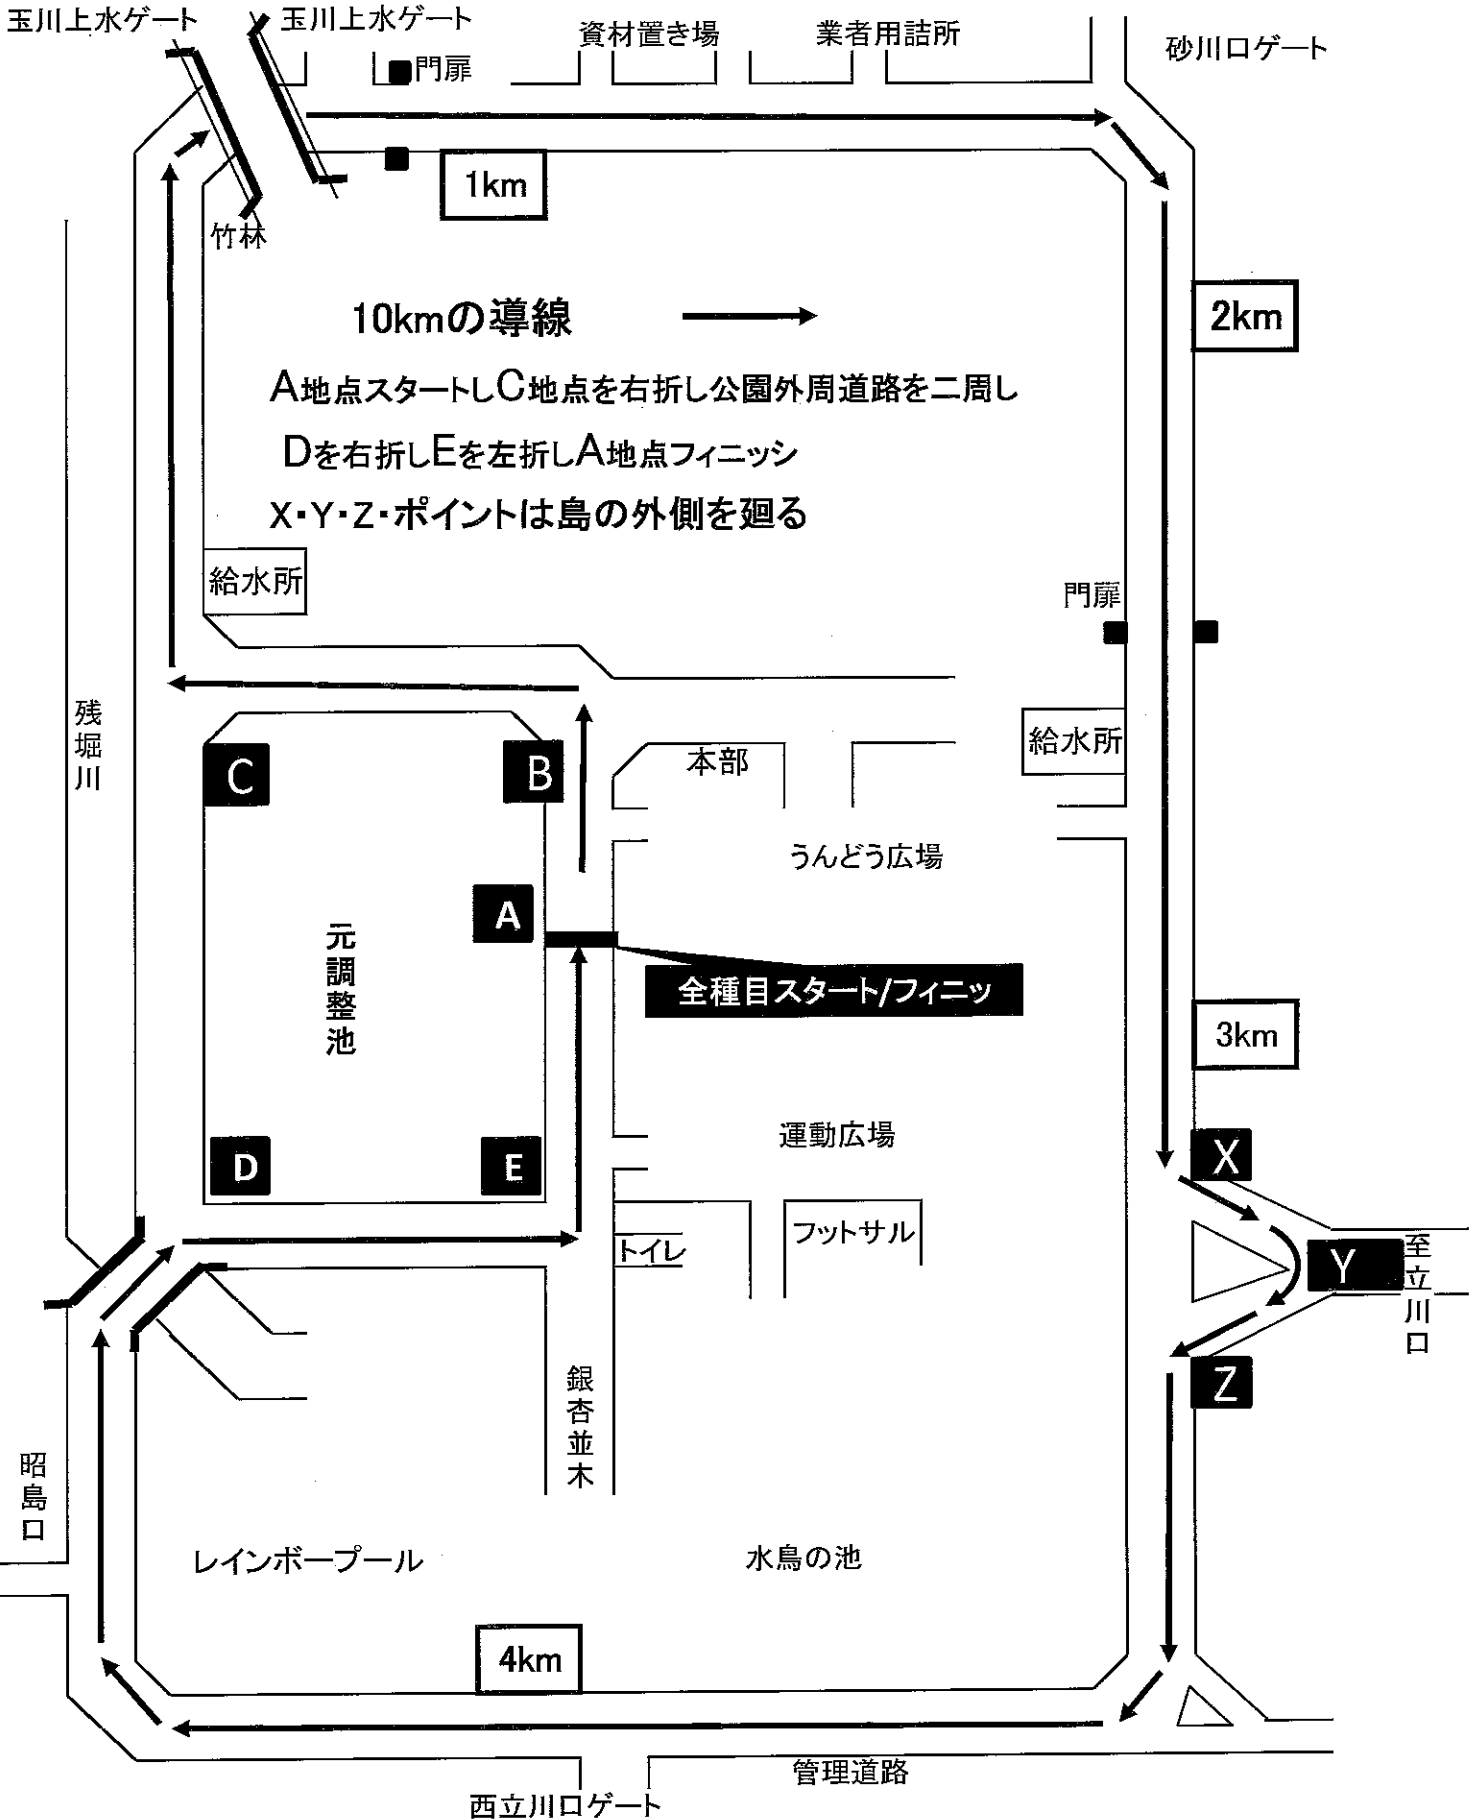 玉川上水ゲート
玉川上水ゲート
資材置き場
業者用詰所
砂川口ゲート
門扉
1km
竹林
2km
10kmの導線
A地点スタートしC地点を右折し公園外周道路を二周し
Dを右折しEを左折しA地点フィニッシ
X・Y・Z・ポイントは島の外側を廻る
給水所
門扉
残堀川
給水所
本部
C
B
うんどう広場
A
元調整池
全種目スタート/フィニッ
3km
運動広場
X
D
E
フットサル
トイレ
Y
至立川口
Z
銀杏並木
昭島口
レインボープール
水鳥の池
4km
管理道路
西立川口ゲート